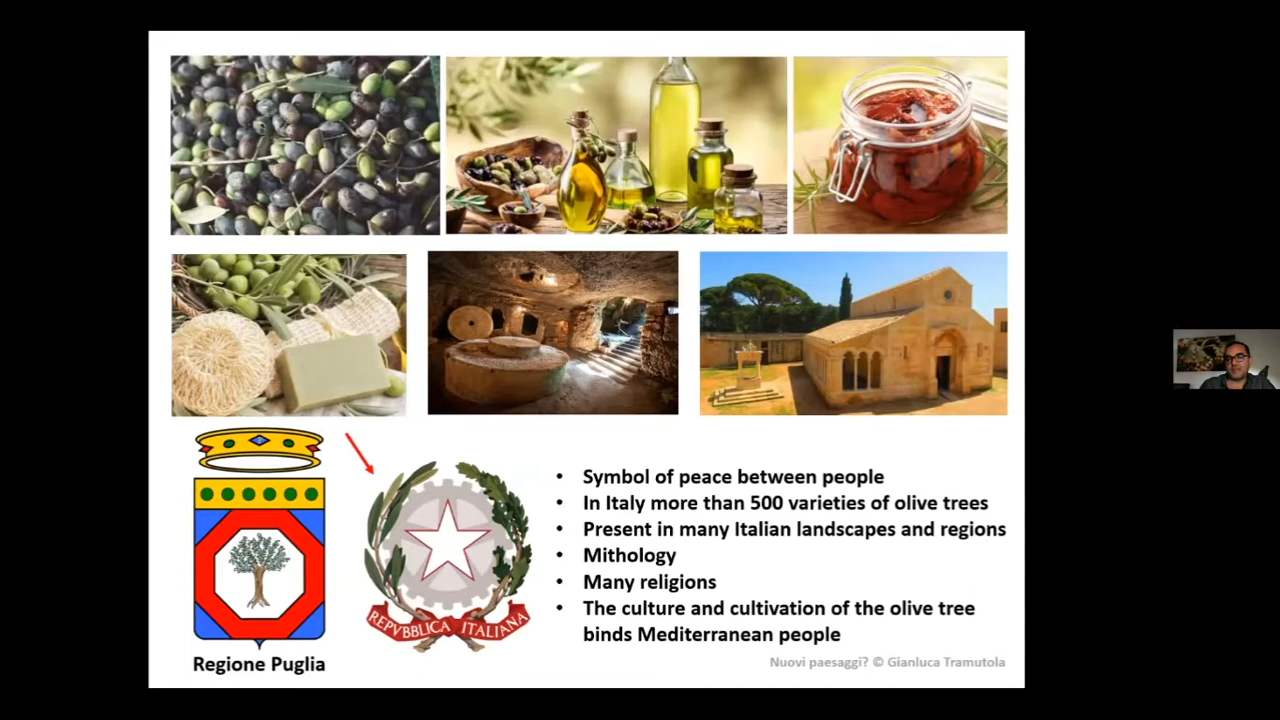 Regione Puglia
REPVBBLICA ITALIANA
• Symbol of peace between people
• In Italy more than 500 varieties of olive trees
• Present in many Italian landscapes and regions
• Mithology
• Many religions
• The culture and cultivation of the olive tree
binds Mediterranean people
Nuovi paesaggi? © Gianluca Tramutola